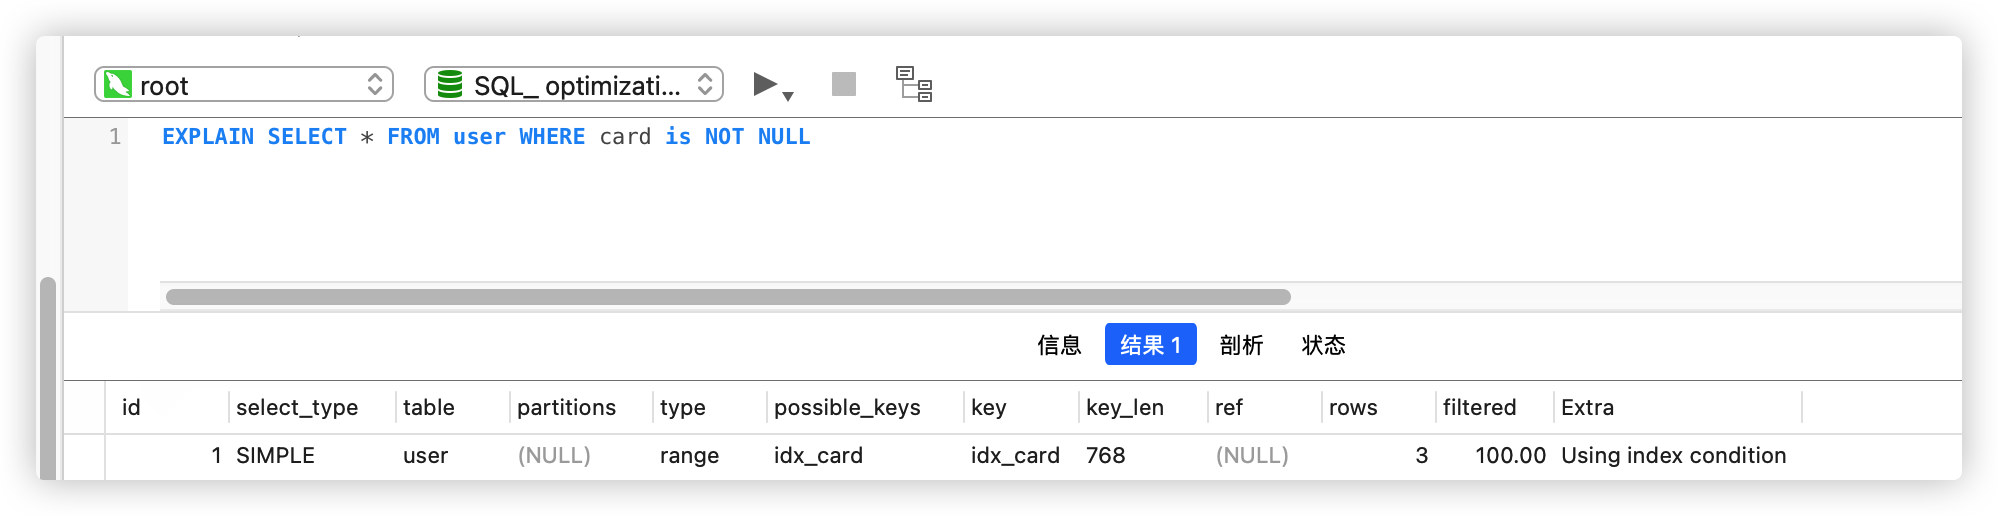 root SQL_ optimizati...
1 EXPLAIN SELECT * FROM user WHERE card is NOT NULL
信息 结果 1 剖析 状态
id select_type table partitions type possible_keys key key_len ref rows filtered Extra
1 SIMPLE user (NULL) range idx_card idx_card 768 (NULL) 3 100.00 Using index condition